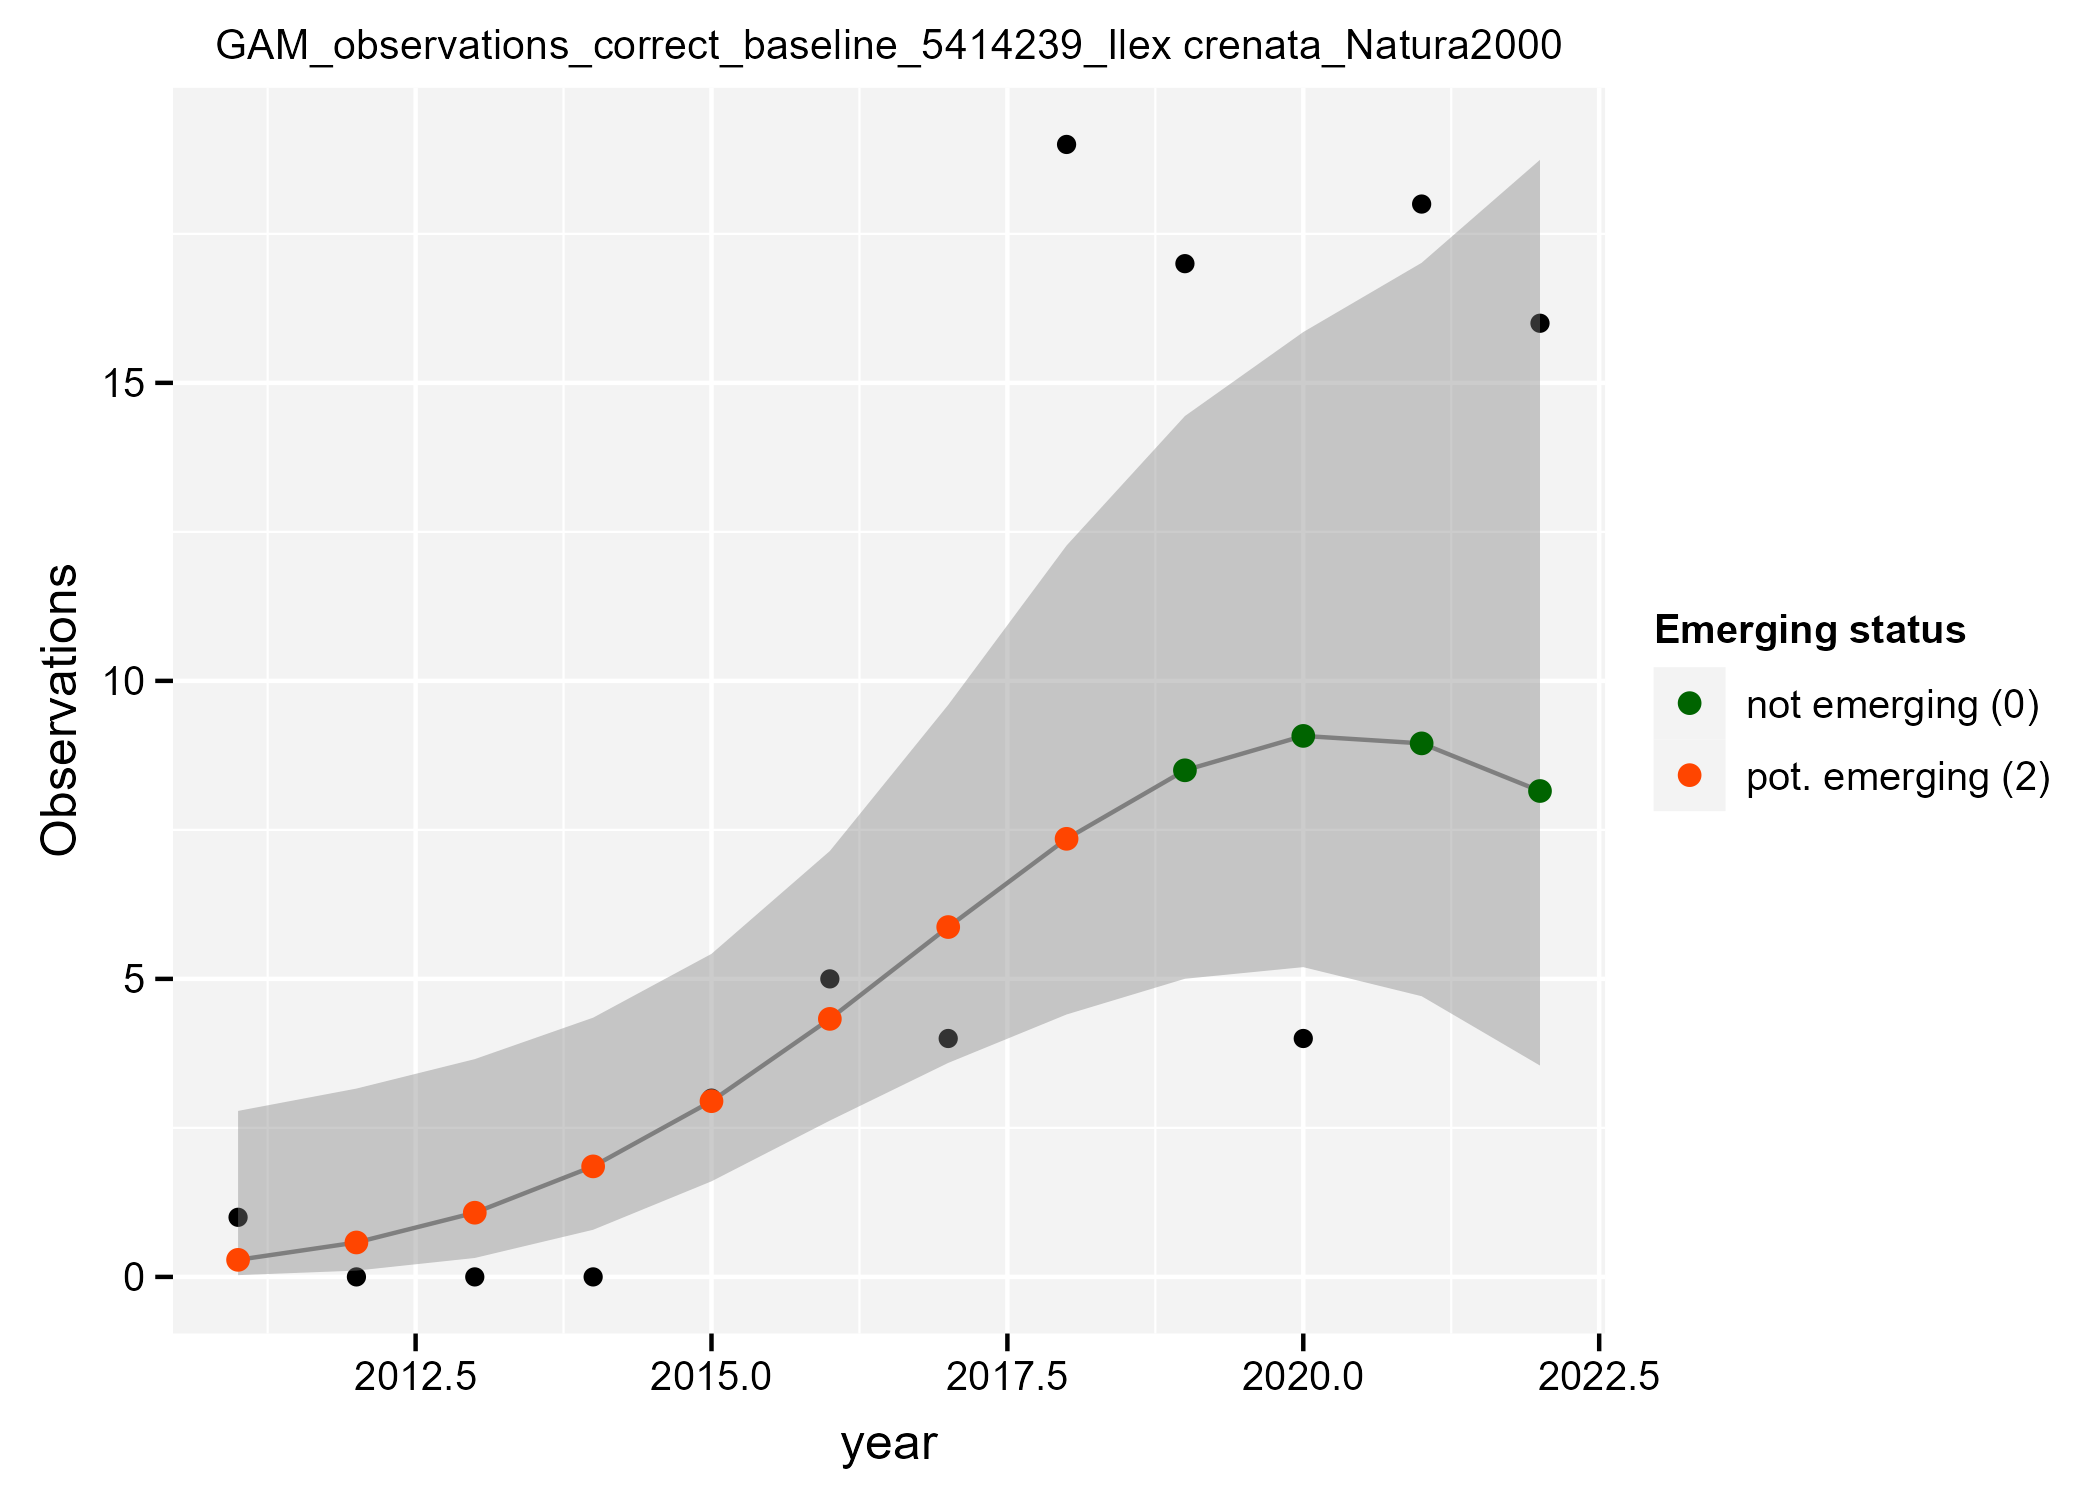 GAM_observations_correct_baseline_5414239_Ilex crenata_Natura2000
Observations
15
10
5
0
2012.5
2015.0
2017.5
2020.0
2022.5
year
Emerging status
not emerging (0)
pot. emerging (2)